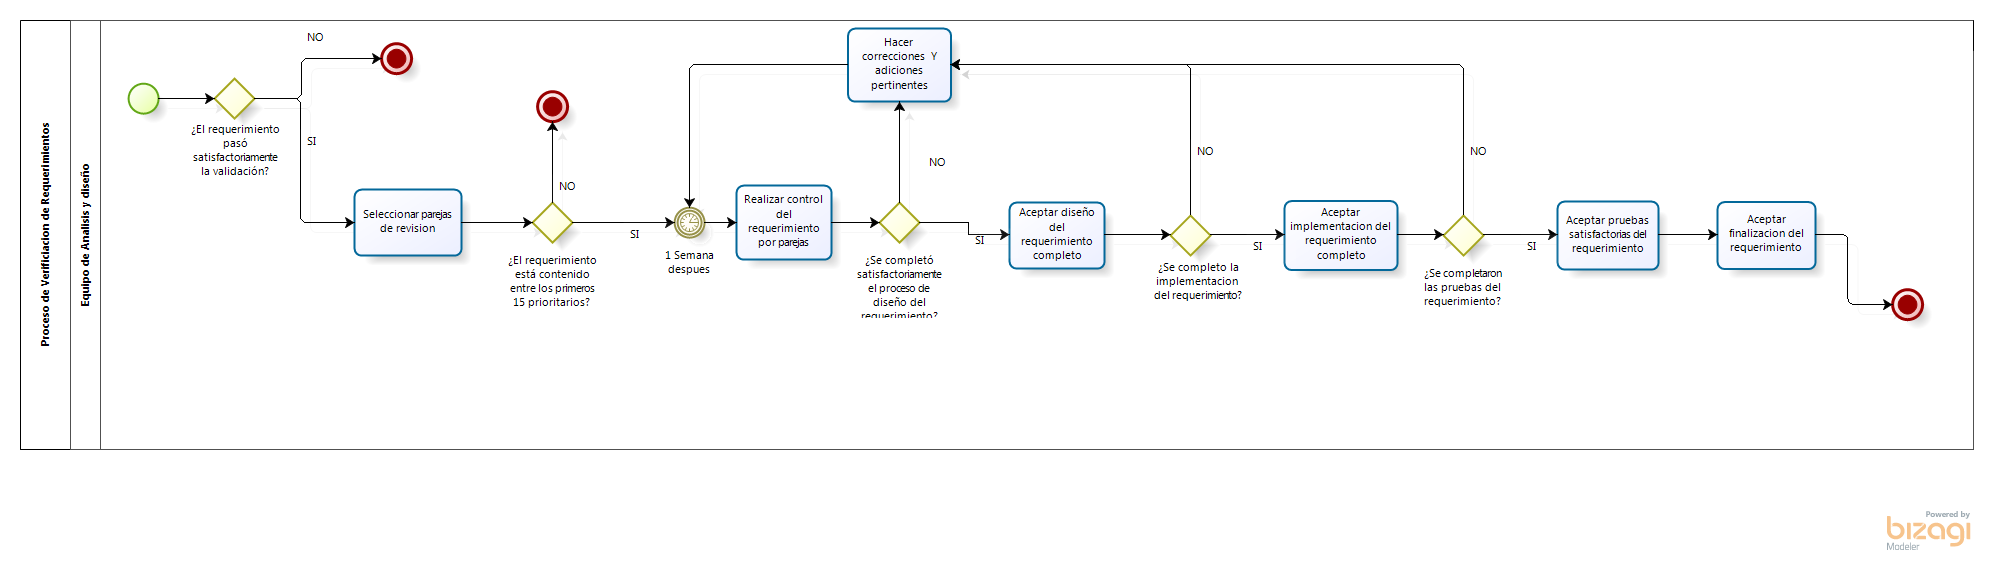 Proceso de Verificiacion de Requerimientos
Equipo de Analisis y diseño
NO
¿El requerimiento
pasó
satisfactoriamente
la validación?
SI
Seleccionar parejas
de revision
NO
¿El requerimiento
está contenido
entre los primeros
15 prioritarios?
SI
1 Semana
despues
Hacer
correcciones Y
adiciones
pertinentes
Realizar control
del
requerimiento
por parejas
NO
¿Se completó
satisfactoriamente
el proceso de
diseño del
requerimiento?
SI
Aceptar diseño
del
requerimiento
completo
NO
¿Se completo la
implementacion
del requerimiento?
SI
Aceptar
implementacion del
requerimiento
completo
NO
¿Se completaron
las pruebas del
requerimiento?
SI
Aceptar pruebas
satisfactorias del
requerimiento
Aceptar
finalizacion del
requerimiento
Powered by
bizagi
Modeler